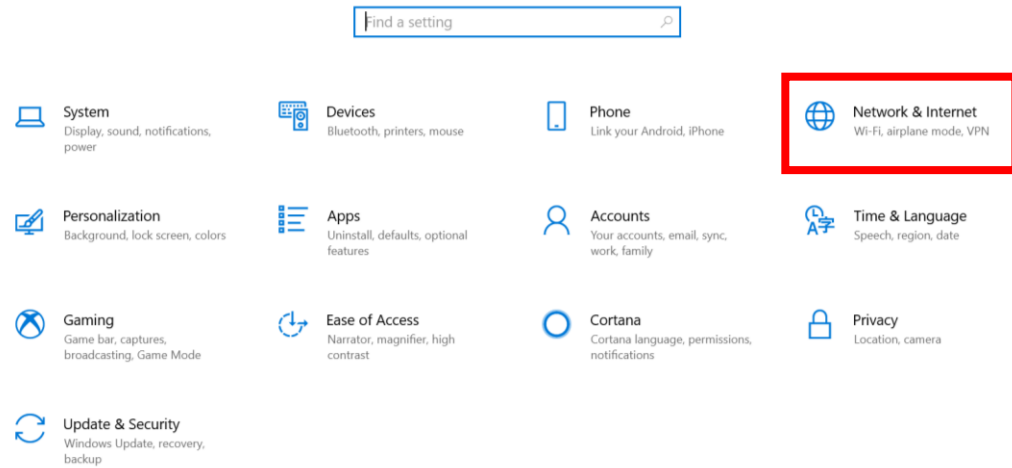 Find a setting
System
Display, sound, notifications,
power
Devices
Bluetooth, printers, mouse
Phone
Link your Android, iPhone
Network & Internet
Wi-Fi, airplane mode, VPN
Personalization
Background, lock screen, colors
Apps
Uninstall, defaults, optional
features
Accounts
Your accounts, email, sync,
work, family
Time & Language
Speech, region, date
Gaming
Game bar, captures,
broadcasting, Game Mode
Ease of Access
Narrator, magnifier, high
contrast
Cortana
Cortana language, permissions,
notifications
Privacy
Location, camera
Update & Security
Windows Update, recovery,
backup